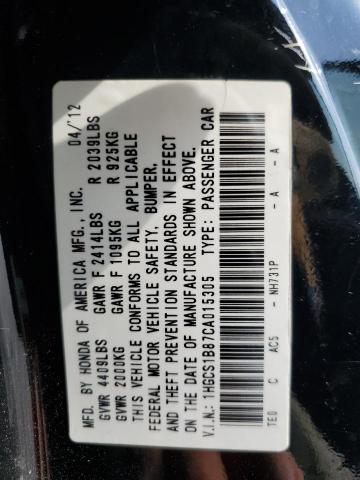 MFD. BY HONDA OF AMERICA MFG., INC. 04/12
GVWR 4409LBS GAWR F 2414LBS R 2039LBS
GVWR 2000KG GAWR F 1095KG R 925KG
THIS VEHICLE CONFORMS TO ALL APPLICABLE
FEDERAL MOTOR VEHICLE SAFETY, BUMPER,
AND THEFT PREVENTION STANDARDS IN EFFECT
ON THE DATE OF MANUFACTURE SHOWN ABOVE.
V.I.N.: 1HGCS1B87CA015305 TYPE: PASSENGER CAR
TE0 C AC5 - NH731P - A - A